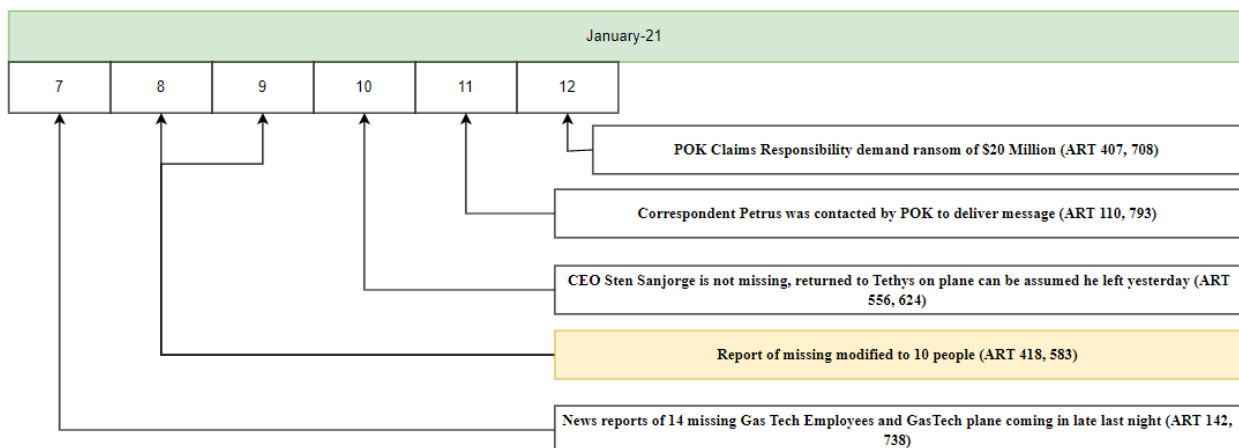 January-21
7 8 9 10 11 12
POK Claims Responsibility demand ransom of $20 Million (ART 407, 708)
Correspondent Petrus was contacted by POK to deliver message (ART 110, 793)
CEO Sten Sanjorge is not missing, returned to Tethys on plane can be assumed he left yesterday (ART
556, 624)
Report of missing modified to 10 people (ART 418, 583)
News reports of 14 missing Gas Tech Employees and GasTech plane coming in late last night (ART 142,
738)